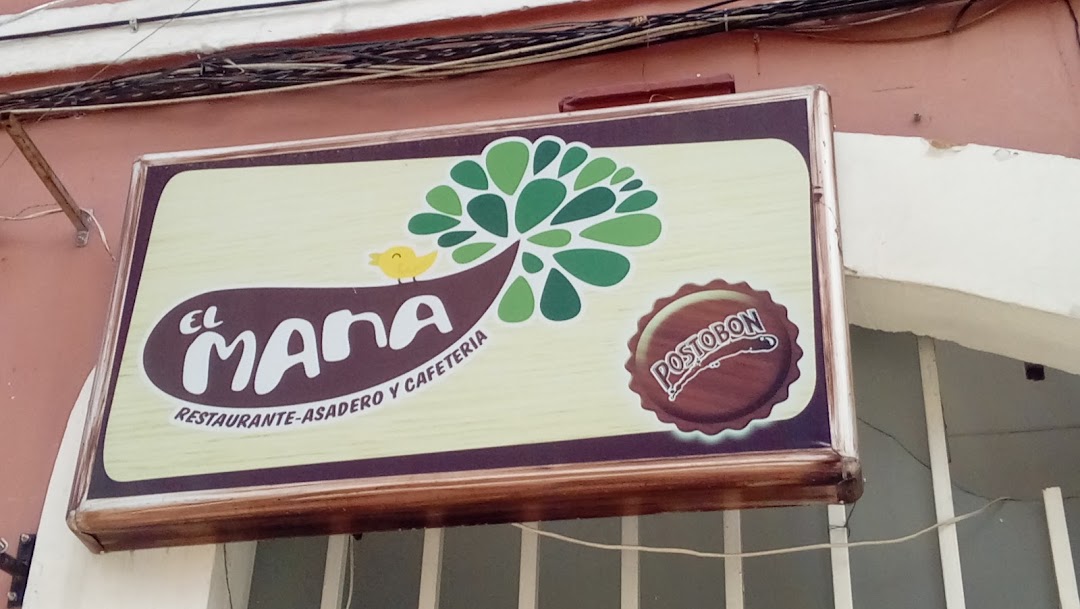 EL
MANA
RESTAURANTE-ASADERO Y CAFETERIA
POSTOBON